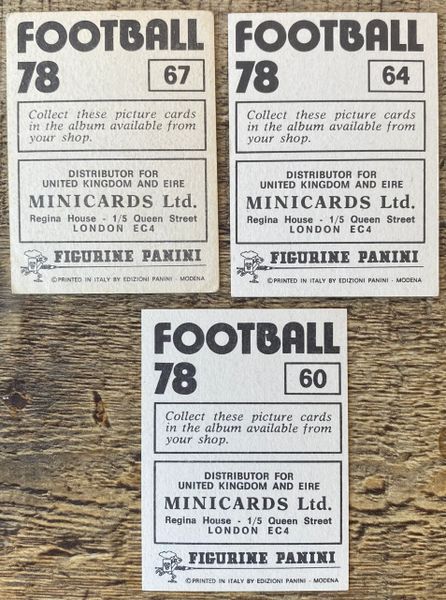 FOOTBALL
78 67
Collect these picture cards
in the album available from
your shop.
DISTRIBUTOR FOR
UNITED KINGDOM AND EIRE
MINICARDS Ltd.
Regina House - 1/5 Queen Street
LONDON EC4
FIGURINE PANINI
©PRINTED IN ITALY BY EDIZIONI PANINI - MODENA
FOOTBALL
78 64
Collect these picture cards
in the album available from
your shop.
DISTRIBUTOR FOR
UNITED KINGDOM AND EIRE
MINICARDS Ltd.
Regina House - 1/5 Queen Street
LONDON EC4
FIGURINE PANINI
©PRINTED IN ITALY BY EDIZIONI PANINI - MODENA
FOOTBALL
78 60
Collect these picture cards
in the album available from
your shop.
DISTRIBUTOR FOR
UNITED KINGDOM AND EIRE
MINICARDS Ltd.
Regina House - 1/5 Queen Street
LONDON EC4
FIGURINE PANINI
©PRINTED IN ITALY BY EDIZIONI PANINI - MODENA